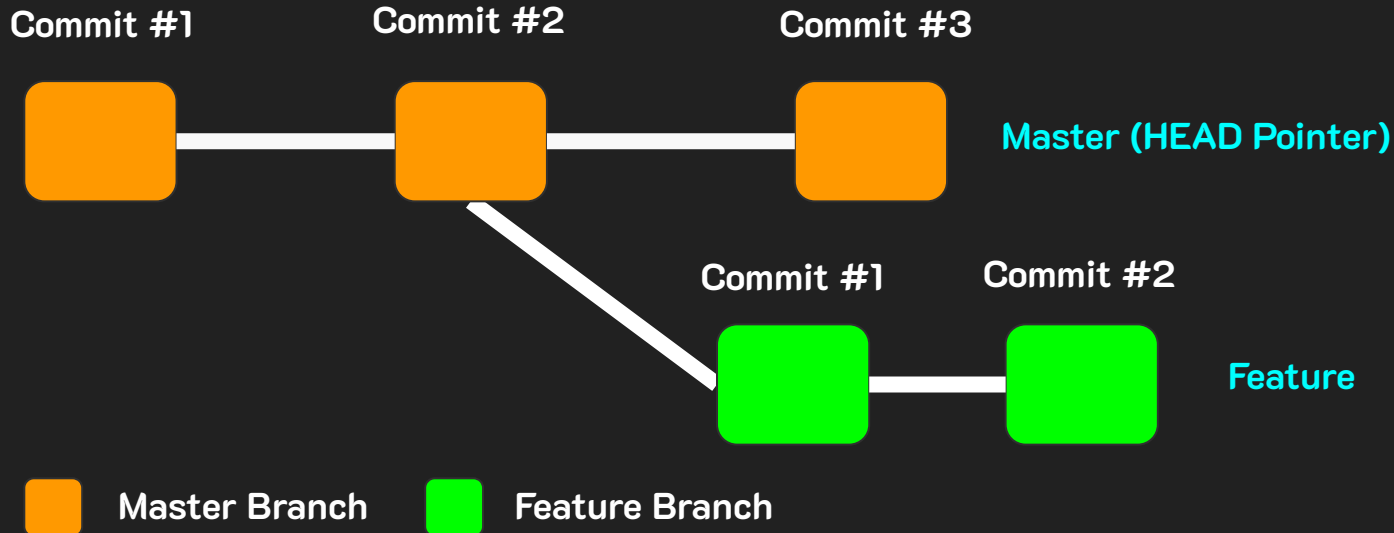 Commit #1
Commit #2
Commit #3
Master (HEAD Pointer)
Commit #1
Commit #2
Feature
Master Branch
Feature Branch